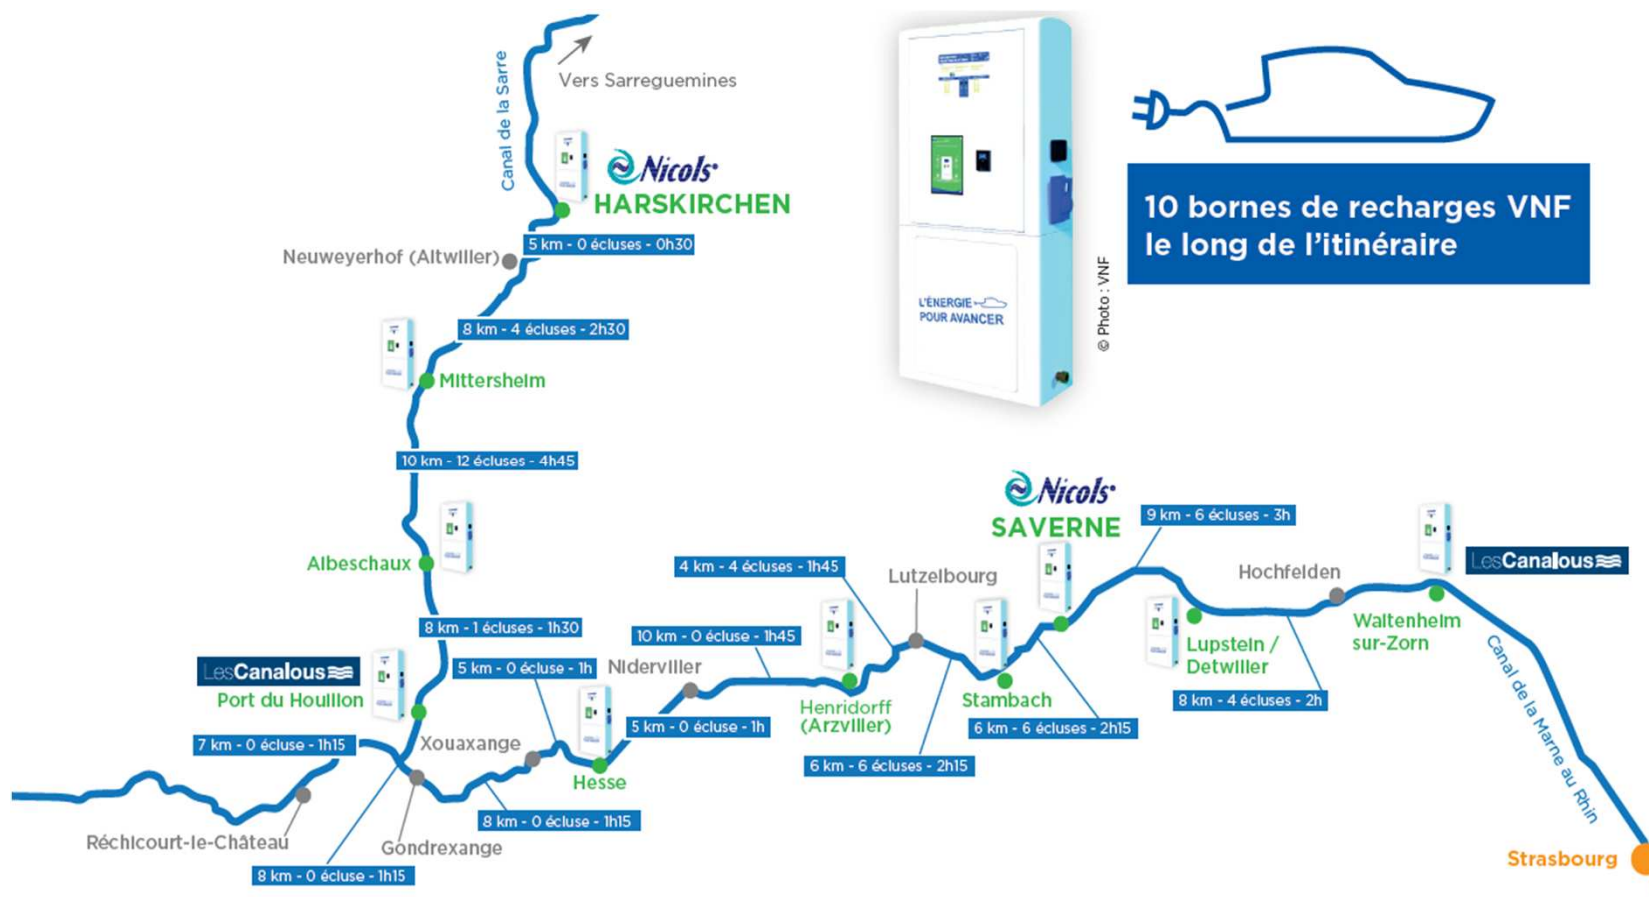 Canal de la Sarre
Vers Sarreguemines
Nicols
HARSKIRCHEN
5 km - 0 écluses - 0h30
Neuweyerhof (Altwiller)
8 km - 4 écluses - 2h30
Mittersheim
10 km - 12 écluses - 4h45
Albeschaux
8 km - 1 écluses - 1h30
LesCanalous
Port du Houillon
7 km - 0 écluse - 1h15
Réchicourt-le-Château
8 km - 0 écluse - 1h15
Gondrexange
Xouaxange
5 km - 0 écluse - 1h
8 km - 0 écluse - 1h15
Hesse
Niderviller
5 km - 0 écluse - 1h
10 km - 0 écluse - 1h45
Henridorff
(Arzviller)
4 km - 4 écluses - 1h45
Lutzelbourg
6 km - 6 écluses - 2h15
Stambach
6 km - 6 écluses - 2h15
Nicols
SAVERNE
9 km - 6 écluses - 3h
Lupstein /
Detwiller
8 km - 4 écluses - 2h
Hochfelden
Waltenheim
sur-Zorn
LesCanalous
Canal de la Marne au Rhin
Strasbourg
L'ÉNERGIE
POUR AVANCER
© Photo : VNF
10 bornes de recharges VNF
le long de l'itinéraire